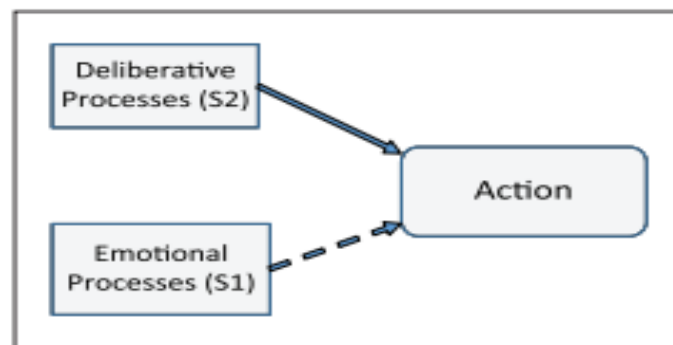 Deliberative
Processes (S2)
Action
Emotional
Processes (S1)